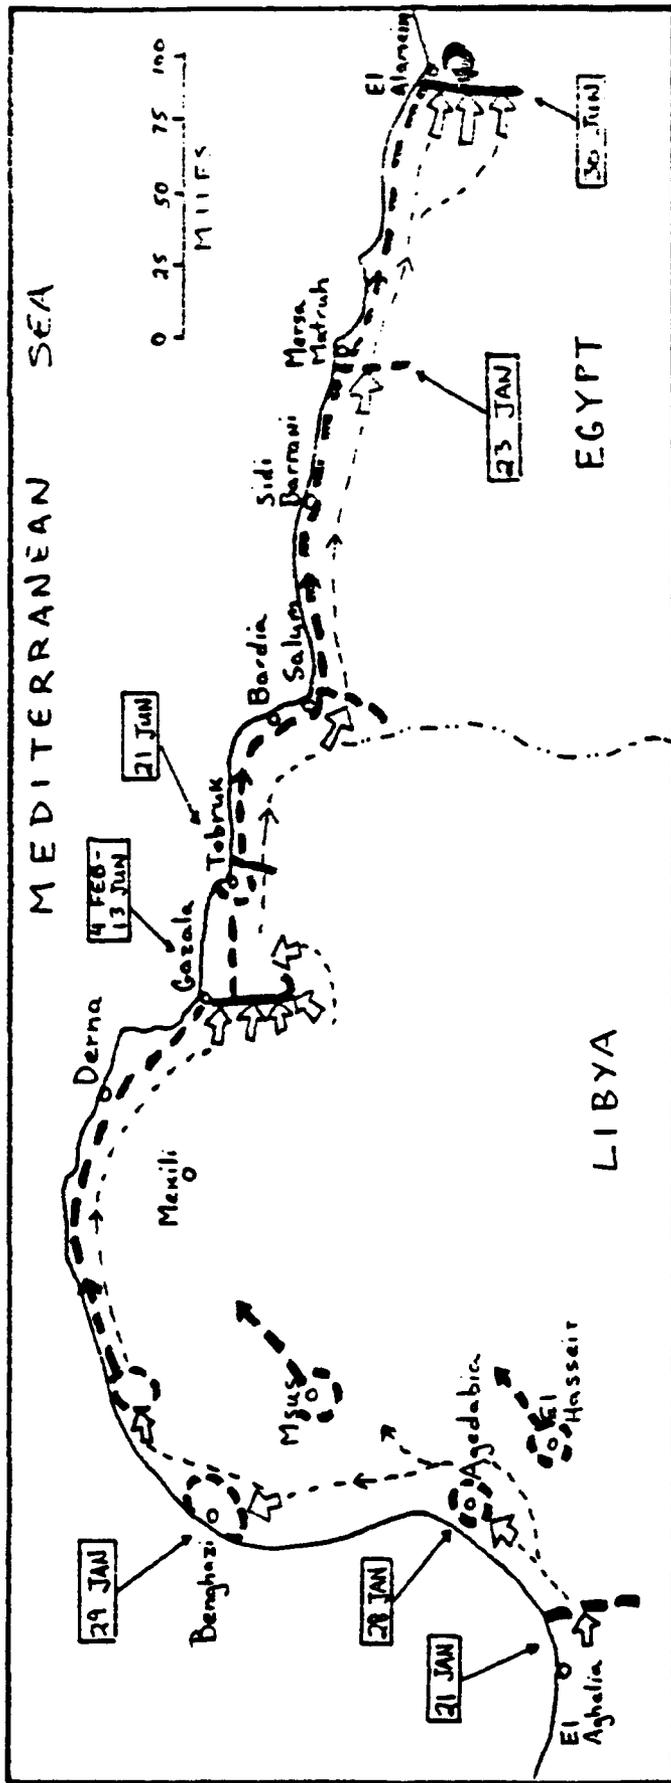 MEDITERRANEAN SEA
0 25 50 75 100
MILES
El
Alamein
30 JUN
Mersa
Matruh
23 JAN
EGYPT
Sidi
Barrani
Salum
Bardia
21 JUN
Tobruk
4 FEB-
13 JUN
Gazala
Derna
Mekili
LIBYA
Msus
El
Hasseir
Agedabia
28 JAN
29 JAN
Benghazi
21 JAN
El
Agheila